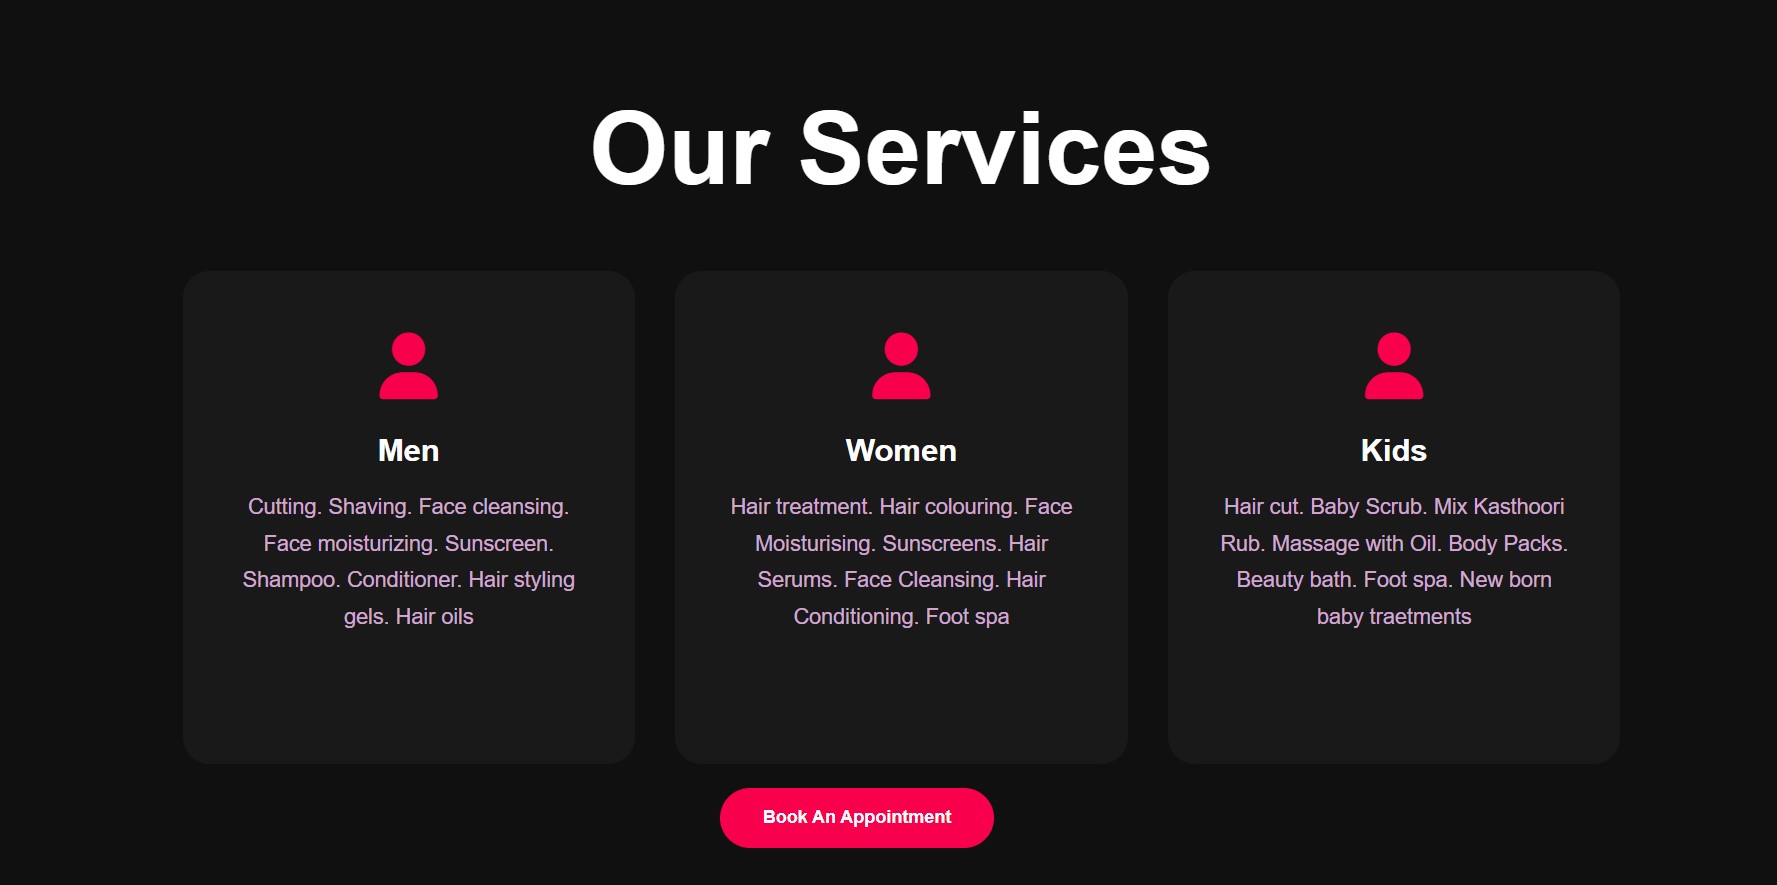 Our Services
Men
Cutting. Shaving. Face cleansing.
Face moisturizing. Sunscreen.
Shampoo. Conditioner. Hair styling
gels. Hair oils
Women
Hair treatment. Hair colouring. Face
Moisturising. Sunscreens. Hair
Serums. Face Cleansing. Hair
Conditioning. Foot spa
Kids
Hair cut. Baby Scrub. Mix Kasthoori
Rub. Massage with Oil. Body Packs.
Beauty bath. Foot spa. New born
baby traetments
Book An Appointment